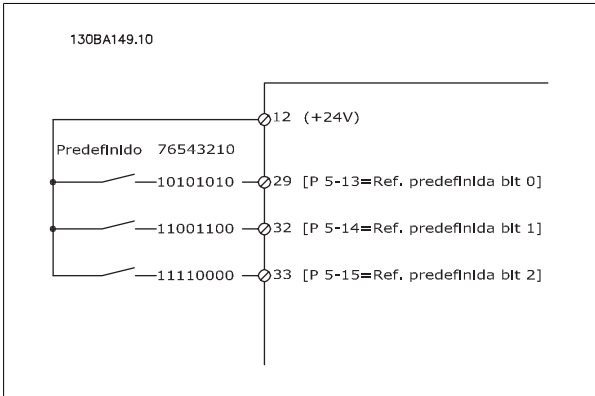 130BA149.10
12 (+24V)
Predefinido 76543210
10101010 29 [P 5-13=Ref. predefinida bit 0]
11001100 32 [P 5-14=Ref. predefinida bit 1]
11110000 33 [P 5-15=Ref. predefinida bit 2]